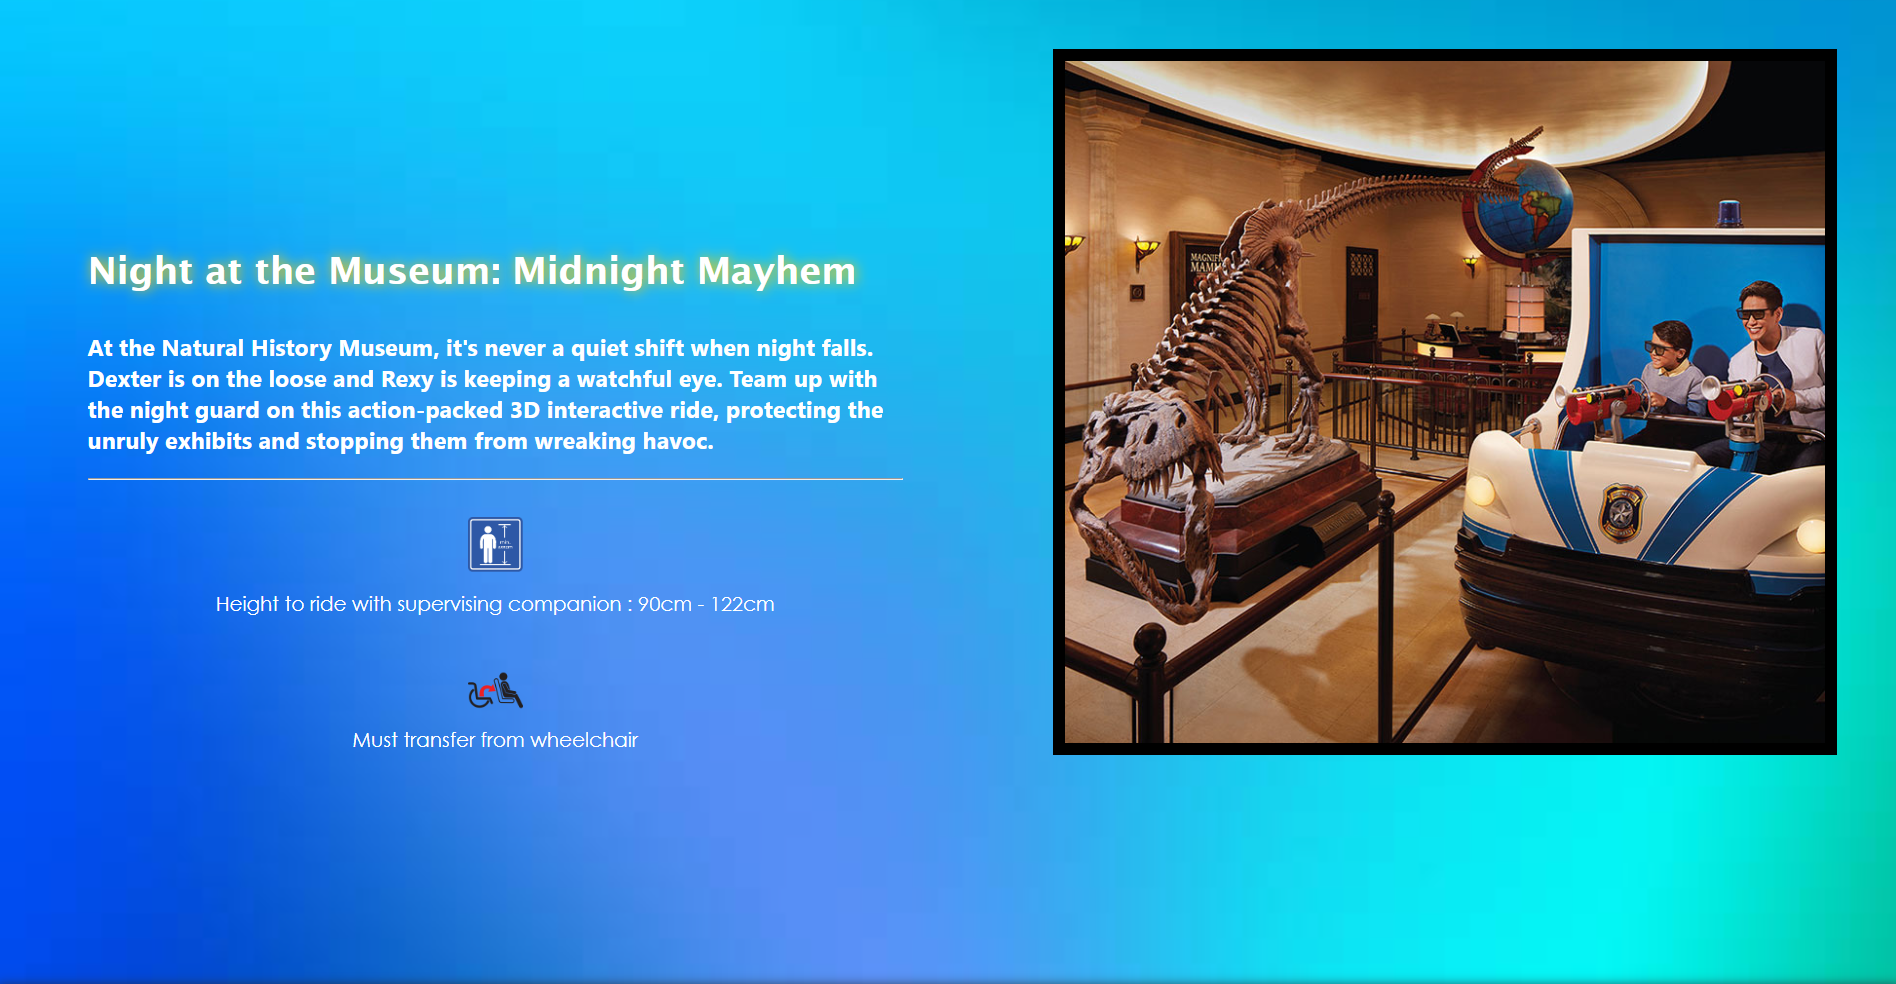 Night at the Museum: Midnight Mayhem
At the Natural History Museum, it's never a quiet shift when night falls.
Dexter is on the loose and Rexy is keeping a watchful eye. Team up with
the night guard on this action-packed 3D interactive ride, protecting the
unruly exhibits and stopping them from wreaking havoc.
Height to ride with supervising companion : 90cm - 122cm
Must transfer from wheelchair